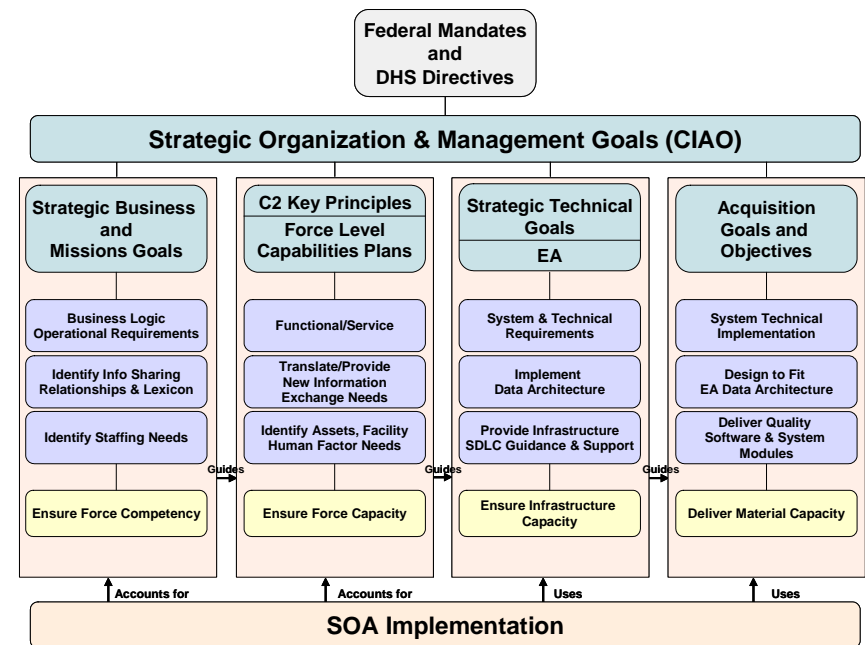 Federal Mandates
and
DHS Directives
Strategic Organization & Management Goals (CIAO)
Strategic Business
and
Missions Goals
Business Logic
Operational Requirements
Identify Info Sharing
Relationships & Lexicon
Identify Staffing Needs
Ensure Force Competency
Guides
C2 Key Principles
Force Level
Capabilities Plans
Functional/Service
Translate/Provide
New Information
Exchange Needs
Identify Assets, Facility
Human Factor Needs
Ensure Force Capacity
Guides
Strategic Technical
Goals
EA
System & Technical
Requirements
Implement
Data Architecture
Provide Infrastructure
SDLC Guidance & Support
Ensure Infrastructure
Capacity
Guides
Acquisition
Goals and
Objectives
System Technical
Implementation
Design to Fit
EA Data Architecture
Deliver Quality
Software & System
Modules
Deliver Material Capacity
Accounts for
Accounts for
Uses
Uses
SOA Implementation